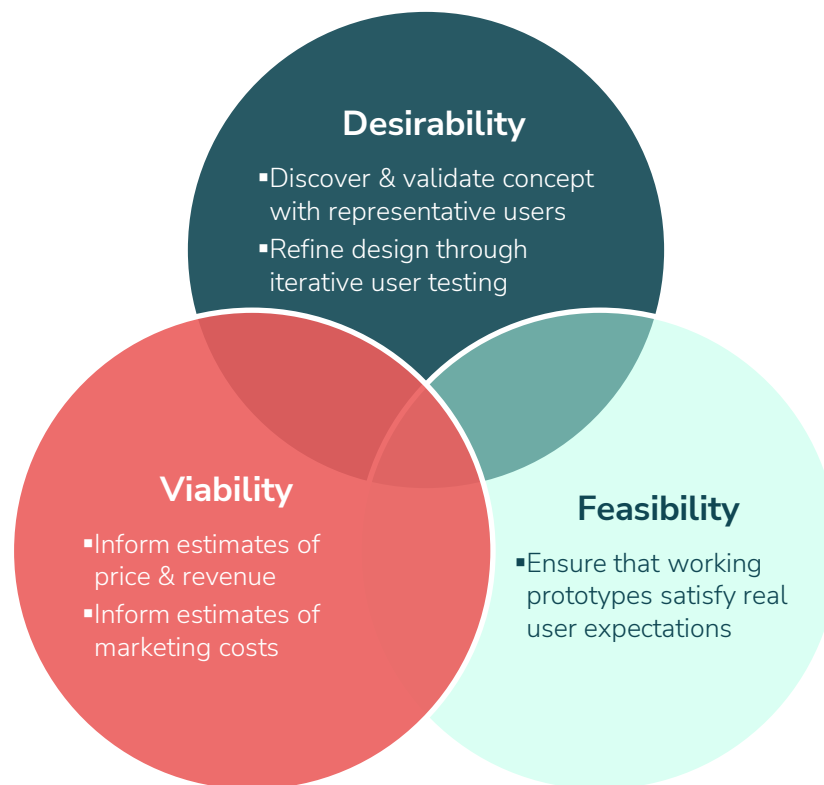 Desirability
▪Discover & validate concept
with representative users
▪Refine design through
iterative user testing
Viability
▪Inform estimates of
price & revenue
▪Inform estimates of
marketing costs
Feasibility
▪Ensure that working
prototypes satisfy real
user expectations